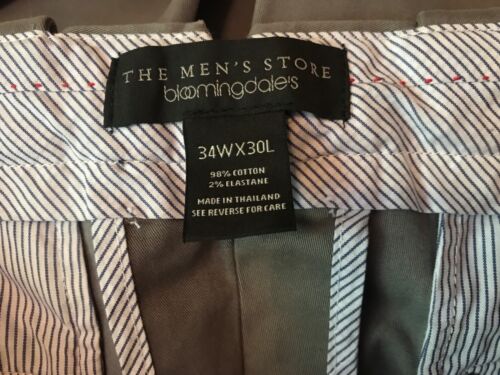 THE MEN'S STORE
bloomingdale's
34WX30L
98% COTTON
2% ELASTANE
MADE IN THAILAND
SEE REVERSE FOR CARE